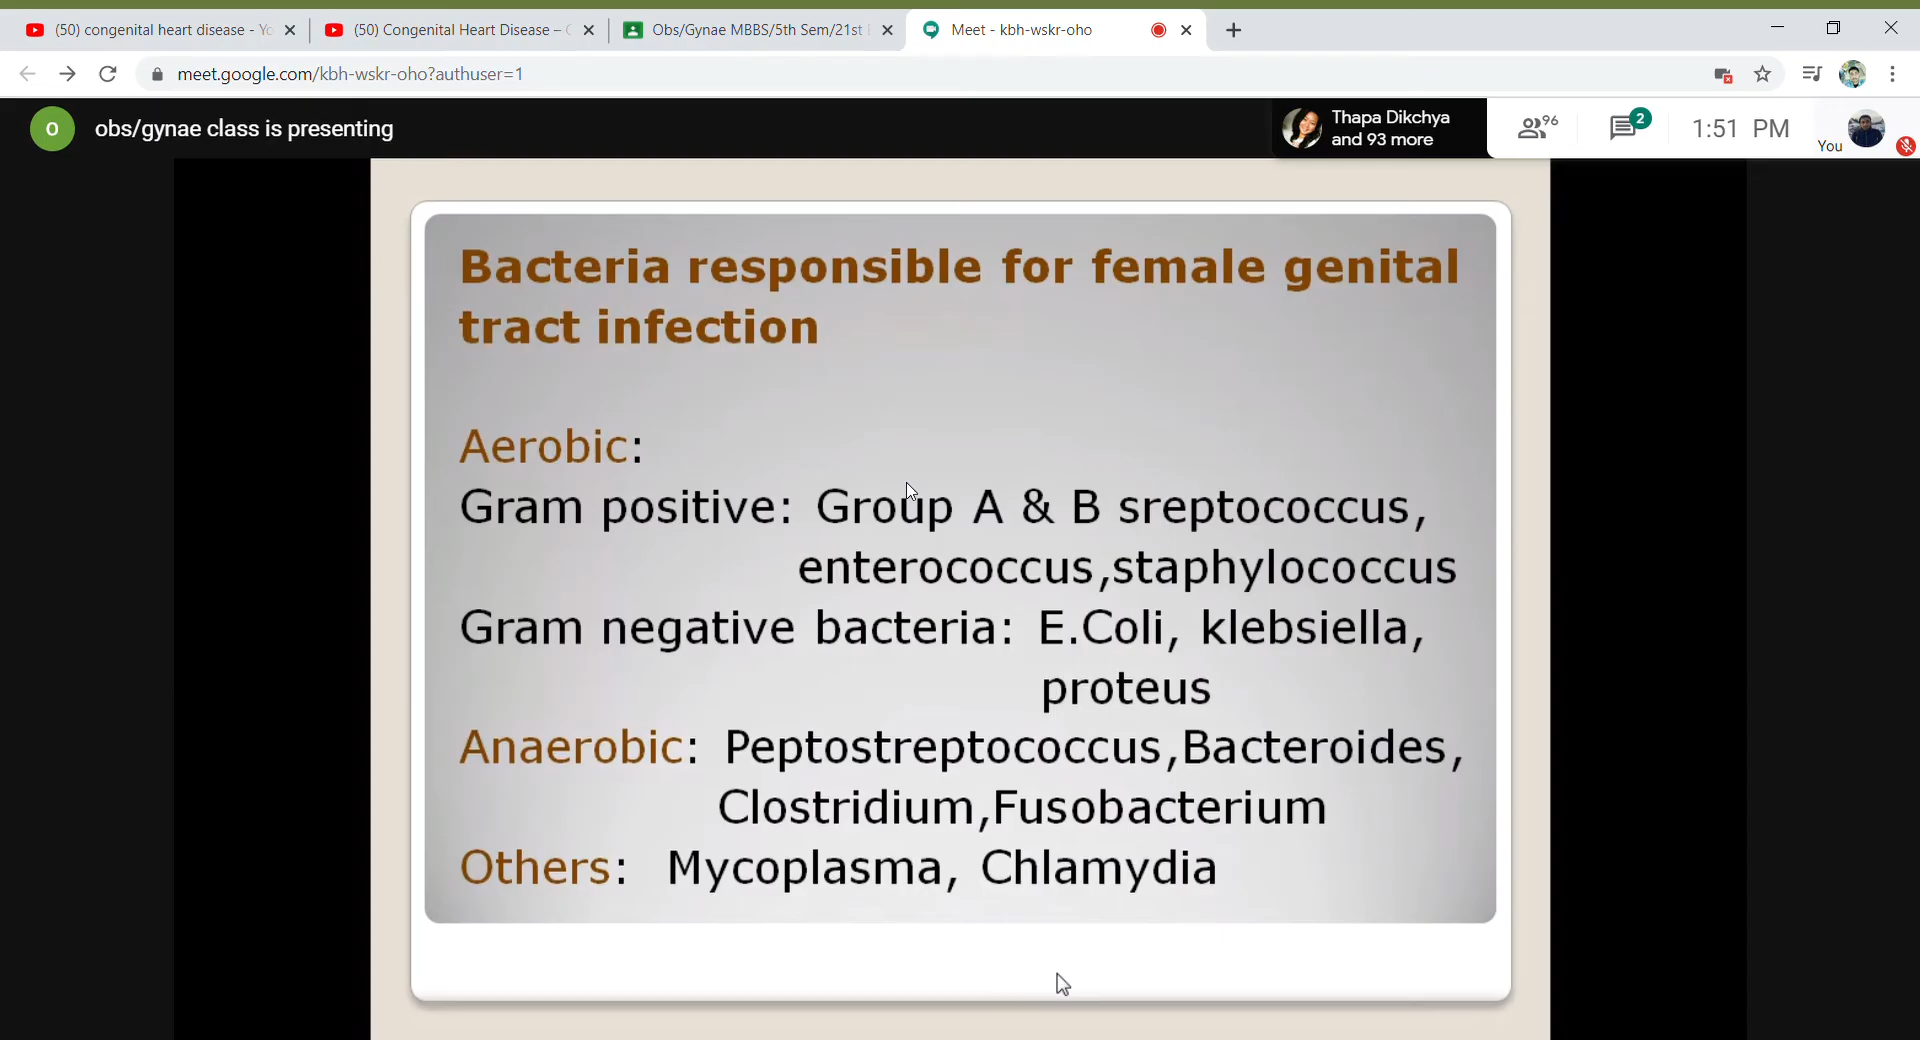 (50) congenital heart disease - Yo
(50) Congenital Heart Disease –
Obs/Gynae MBBS/5th Sem/21st
Meet - kbh-wskr-oho
meet.google.com/kbh-wskr-oho?authuser=1
O
obs/gynae class is presenting
Thapa Dikchya
and 93 more
96
2
1:51 PM
You
Bacteria responsible for female genital
tract infection
Aerobic:
Gram positive: Group A & B sreptococcus,
enterococcus,staphylococcus
Gram negative bacteria: E.Coli, klebsiella,
proteus
Anaerobic: Peptostreptococcus,Bacteroides,
Clostridium,Fusobacterium
Others: Mycoplasma, Chlamydia